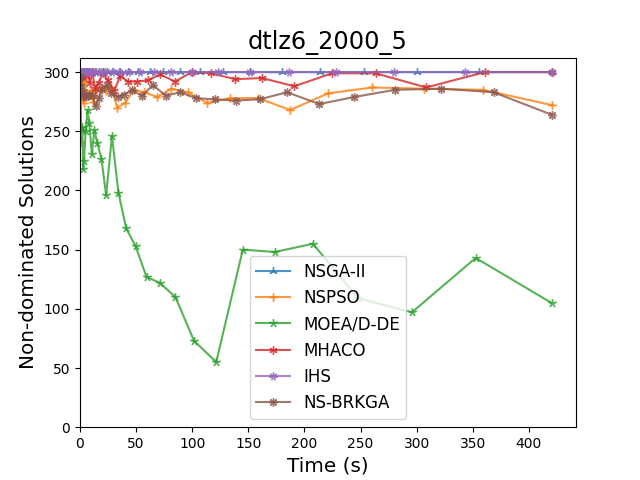 dtlz6_2000_5
Non-dominated Solutions
300
250
200
150
100
50
0
NSGA-II
NSPSO
MOEA/D-DE
MHACO
IHS
NS-BRKGA
0 50 100 150 200 250 300 350 400
Time (s)